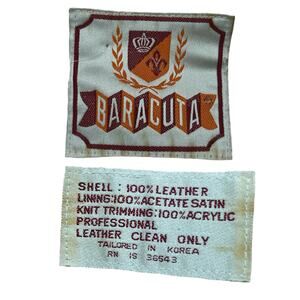 BARACUTA
SHELL: 100% LEATHER
LINING: 100% ACETATE SATIN
KNIT TRIMMING: 100% ACRYLIC
PROFESSIONAL
LEATHER CLEAN ONLY
TAILORED IN KOREA
RN IS 36543